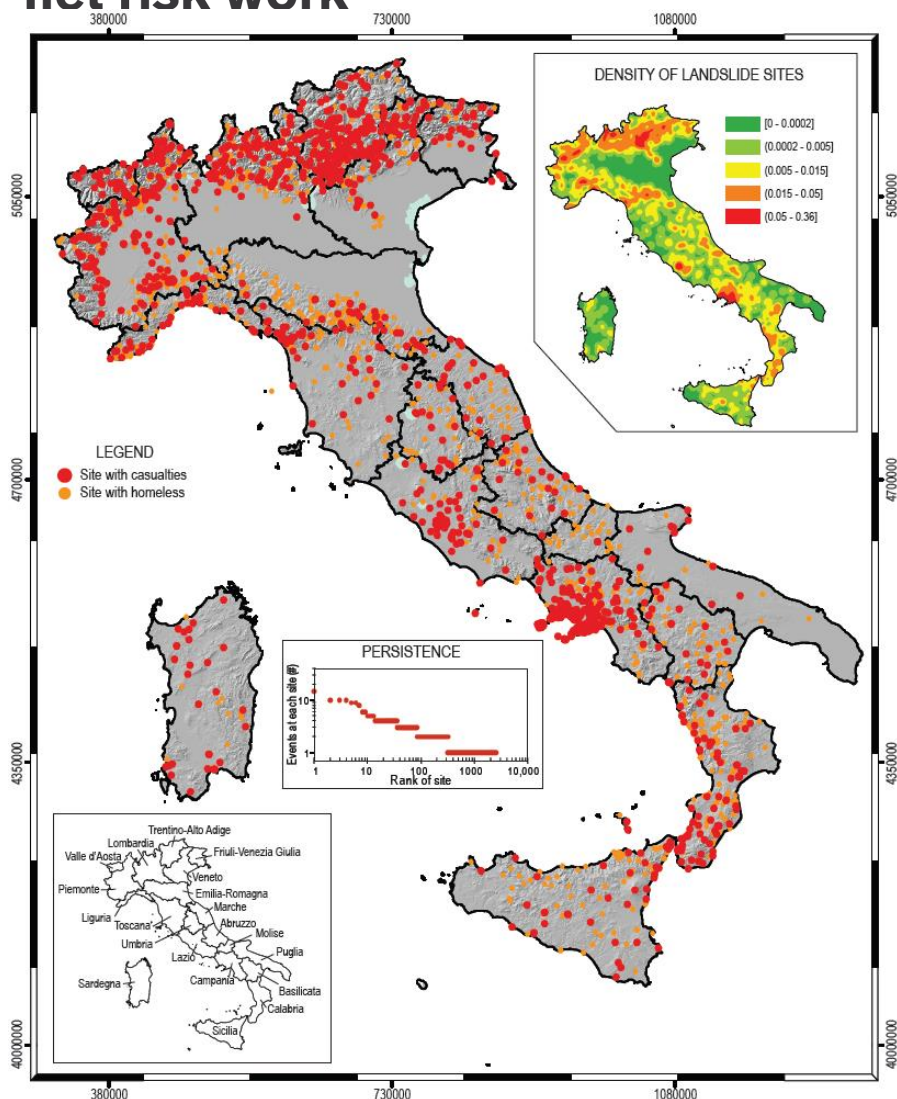 net risk work
380000
730000
1080000
5050000
4700000
4350000
4000000
5050000
4700000
4350000
4000000
DENSITY OF LANDSLIDE SITES
[0 - 0.0002]
(0.0002 - 0.005]
(0.005 - 0.015]
(0.015 - 0.05]
(0.05 - 0.36]
LEGEND
Site with casualties
Site with homeless
PERSISTENCE
Events at each site (#)
10
1
1
10
100
1000
10,000
Rank of site
Trentino-Alto Adige
Lombardia
Valle d'Aosta
Friuli-Venezia Giulia
Veneto
Piemonte
Emilia-Romagna
Marche
Liguria
Toscana
Abruzzo
Umbria
Molise
Lazio
Puglia
Campania
Sardegna
Basilicata
Calabria
Sicilia
380000
730000
1080000